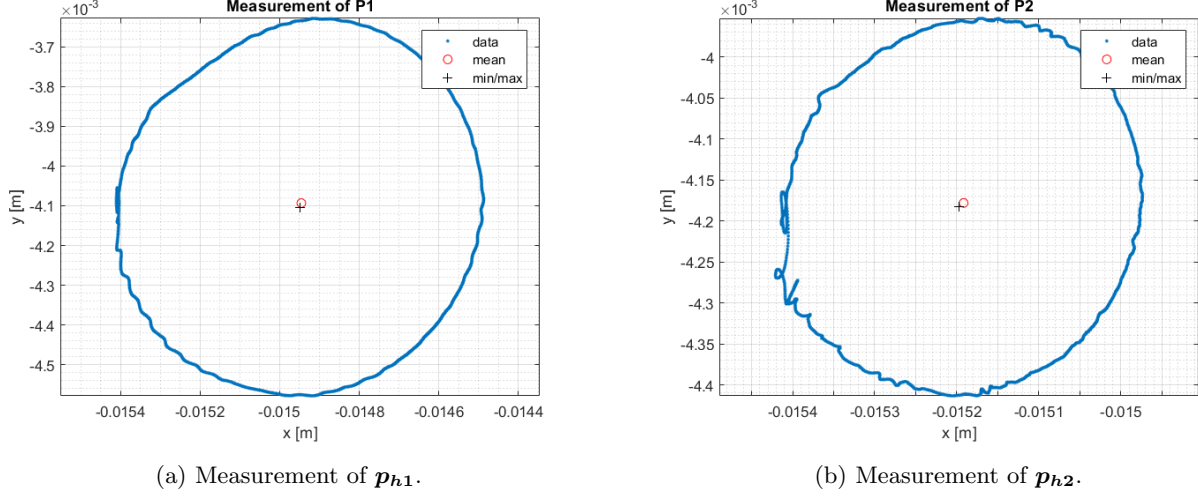 Measurement of P1
×10⁻³
-3.7
-3.8
-3.9
-4
-4.1
-4.2
-4.3
-4.4
-4.5
y [m]
data
mean
min/max
-0.0154 -0.0152 -0.015 -0.0148 -0.0146 -0.0144
x [m]
(a) Measurement of pₕ₁.
Measurement of P2
×10⁻³
-4
-4.05
-4.1
-4.15
-4.2
-4.25
-4.3
-4.35
-4.4
y [m]
data
mean
min/max
-0.0154 -0.0153 -0.0152 -0.0151 -0.015
x [m]
(b) Measurement of pₕ₂.